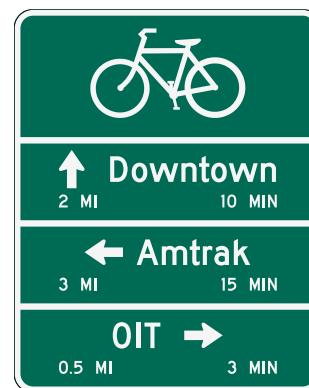 Downtown
2 MI 10 MIN
Amtrak
3 MI 15 MIN
OIT
0.5 MI 3 MIN